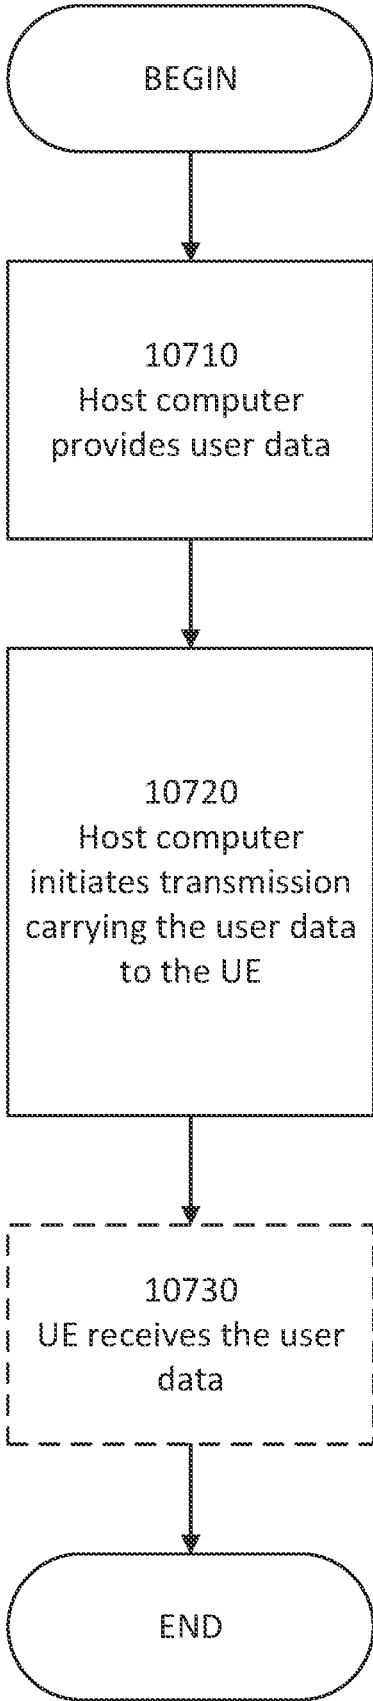 BEGIN
10710
Host computer
provides user data
10720
Host computer
initiates transmission
carrying the user data
to the UE
10730
UE receives the user
data
END